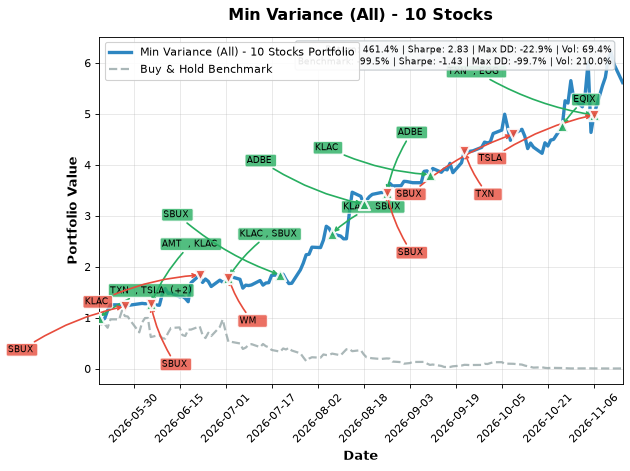 Min Variance (All) - 10 Stocks
Min Variance (All) - 10 Stocks Portfolio
Buy & Hold Benchmark
461.4% | Sharpe: 2.83 | Max DD: -22.9% | Vol: 69.4%
99.5% | Sharpe: -1.43 | Max DD: -99.7% | Vol: 210.0%
TXN , EQG
EQIX
ADBE
KLAC
TSLA
ADBE
SBUX
TXN
SBUX
KLAC , SBUX
AMT , KLAC
SBUX
TXN , TSLA (+2)
KLAC
WM
SBUX
SBUX
Portfolio Value
6
5
4
3
2
1
0
2026-05-30
2026-06-15
2026-07-01
2026-07-17
2026-08-02
2026-08-18
2026-09-03
2026-09-19
2026-10-05
2026-10-21
2026-11-06
Date